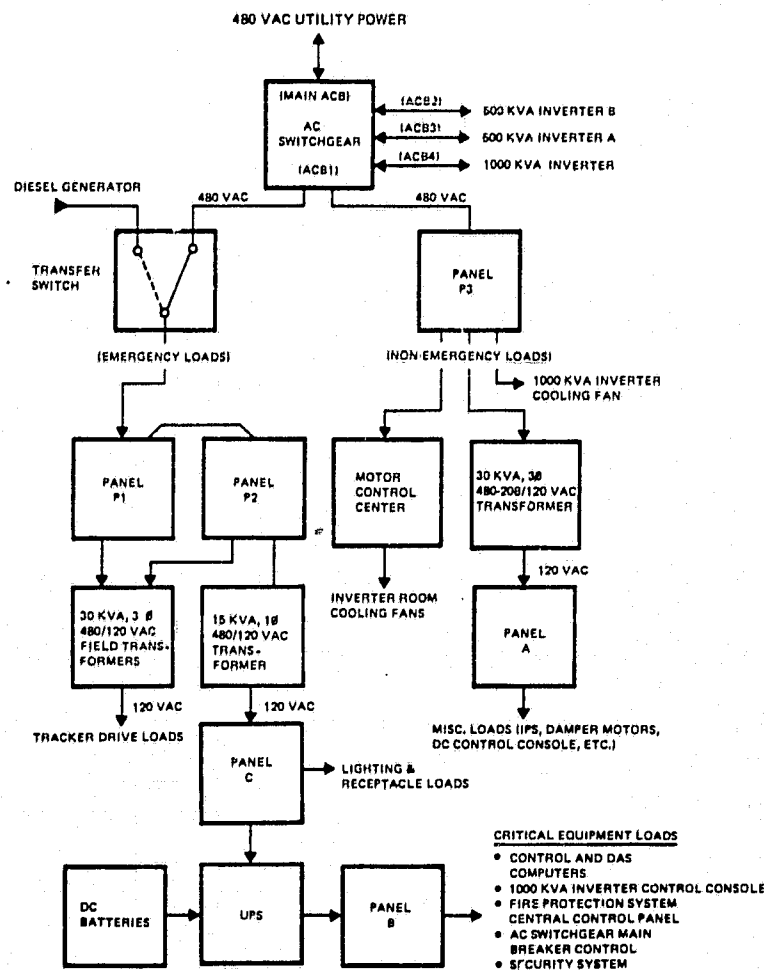 480 VAC UTILITY POWER
(MAIN ACB)
AC
SWITCHGEAR
(ACB1)
(ACB2)
500 KVA INVERTER B
(ACB3)
500 KVA INVERTER A
(ACB4)
1000 KVA INVERTER
DIESEL GENERATOR
480 VAC
480 VAC
TRANSFER
SWITCH
PANEL
P3
(EMERGENCY LOADS)
(NON-EMERGENCY LOADS)
1000 KVA INVERTER
COOLING FAN
PANEL
P1
PANEL
P2
MOTOR
CONTROL
CENTER
30 KVA, 3Ø
480-208/120 VAC
TRANSFORMER
INVERTER ROOM
COOLING FANS
120 VAC
30 KVA, 3 Ø
480/120 VAC
FIELD TRANS-
FORMERS
15 KVA, 1Ø
480/120 VAC
TRANS-
FORMER
PANEL
A
120 VAC
120 VAC
TRACKER DRIVE LOADS
MISC. LOADS (IPS, DAMPER MOTORS,
DC CONTROL CONSOLE, ETC.)
PANEL
C
LIGHTING &
RECEPTACLE LOADS
DC
BATTERIES
UPS
PANEL
B
CRITICAL EQUIPMENT LOADS
• CONTROL AND DAS
COMPUTERS
• 1000 KVA INVERTER CONTROL CONSOLE
• FIRE PROTECTION SYSTEM
CENTRAL CONTROL PANEL
• AC SWITCHGEAR MAIN
BREAKER CONTROL
• SECURITY SYSTEM